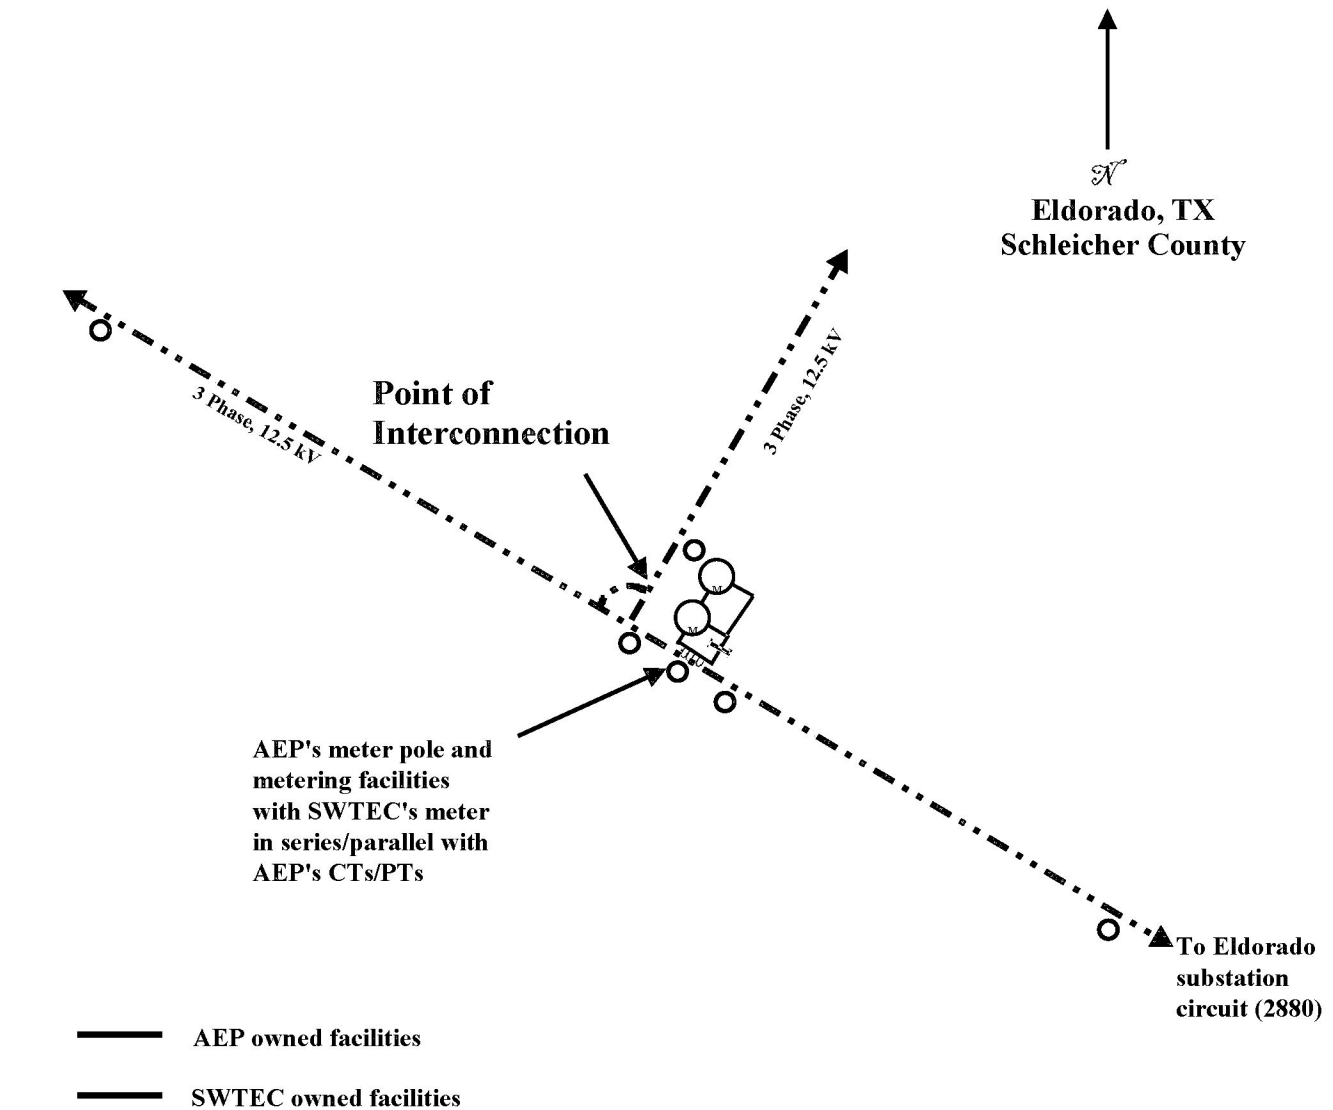 N
Eldorado, TX
Schleicher County
3 Phase, 12.5 kV
3 Phase, 12.5 kV
Point of
Interconnection
M
M
AEP's meter pole and
metering facilities
with SWTEC's meter
in series/parallel with
AEP's CTs/PTs
To Eldorado
substation
circuit (2880)
AEP owned facilities
SWTEC owned facilities